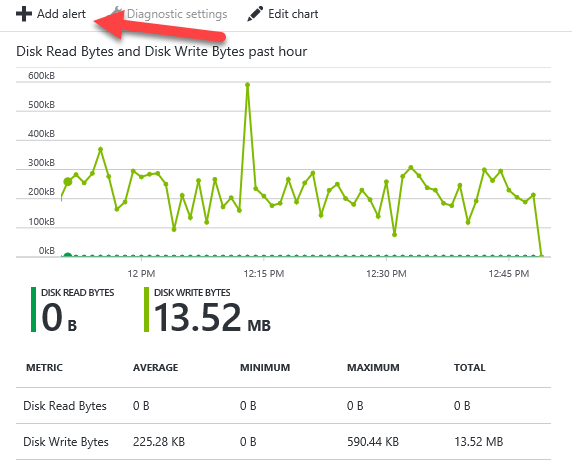 Add alert Diagnostic settings Edit chart
Disk Read Bytes and Disk Write Bytes past hour
600kB
500kB
400kB
300kB
200kB
100kB
0kB
12 PM 12:15 PM 12:30 PM 12:45 PM
DISK READ BYTES DISK WRITE BYTES
0 B 13.52 MB
METRIC AVERAGE MINIMUM MAXIMUM TOTAL
Disk Read Bytes 0 B 0 B 0 B 0 B
Disk Write Bytes 225.28 KB 0 B 590.44 KB 13.52 MB